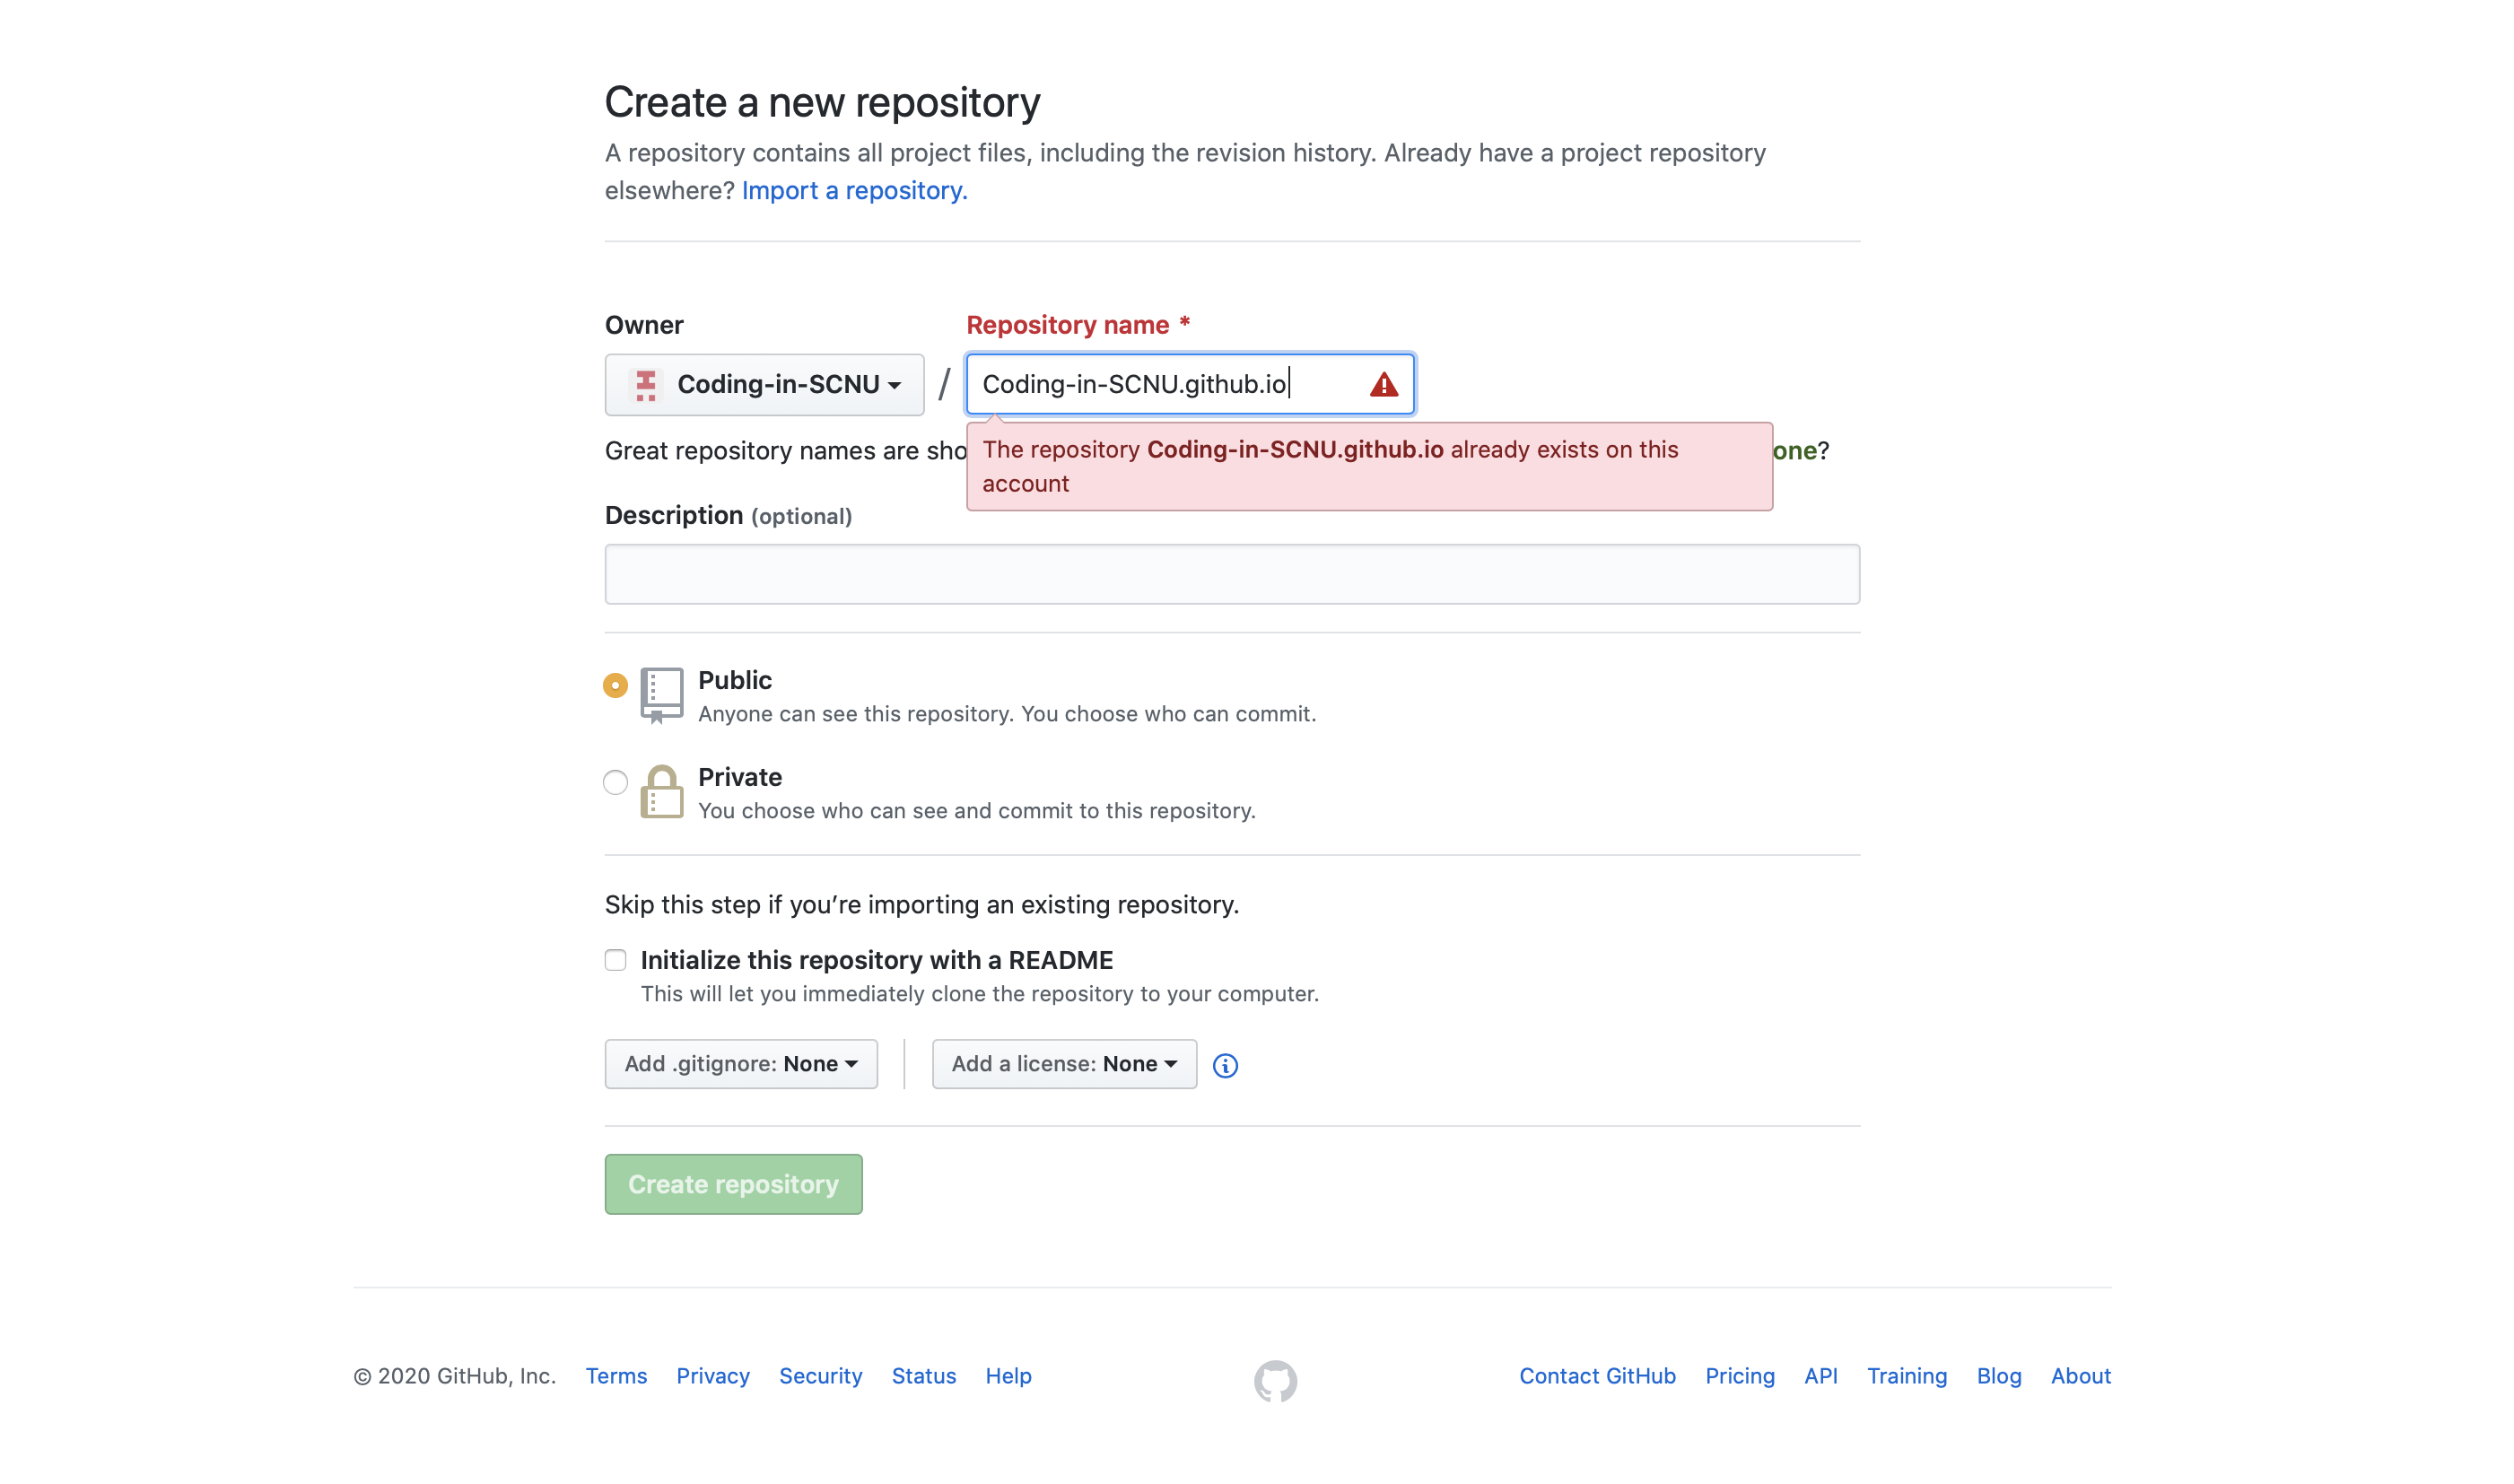 Create a new repository
A repository contains all project files, including the revision history. Already have a project repository
elsewhere? Import a repository.
Owner
Repository name *
Coding-in-SCNU
/
Coding-in-SCNU.github.io
Great repository names are sho
one?
The repository Coding-in-SCNU.github.io already exists on this
account
Description (optional)
Public
Anyone can see this repository. You choose who can commit.
Private
You choose who can see and commit to this repository.
Skip this step if you’re importing an existing repository.
Initialize this repository with a README
This will let you immediately clone the repository to your computer.
Add .gitignore: None
Add a license: None
Create repository
© 2020 GitHub, Inc. Terms Privacy Security Status Help
Contact GitHub Pricing API Training Blog About